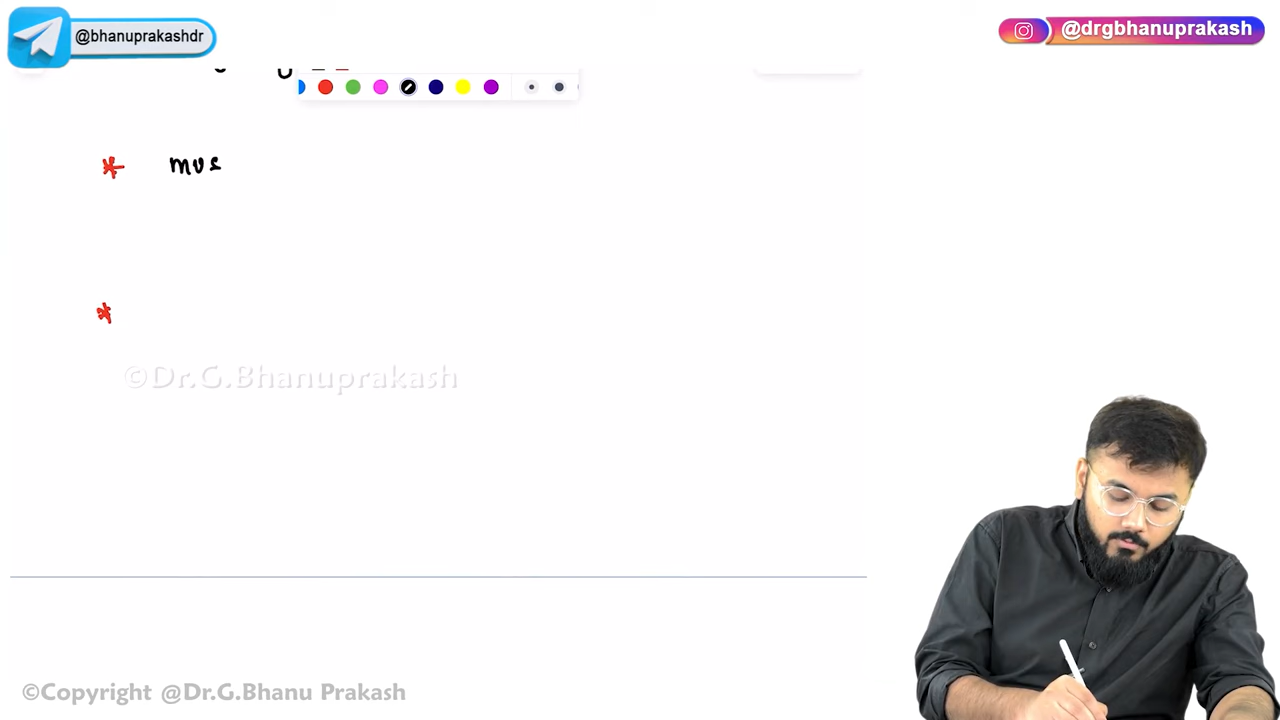 @bhanuprakashdr
@drgbhanuprakash
* mus
*
©Dr.G.Bhanuprakash
©Copyright @Dr.G.Bhanu Prakash